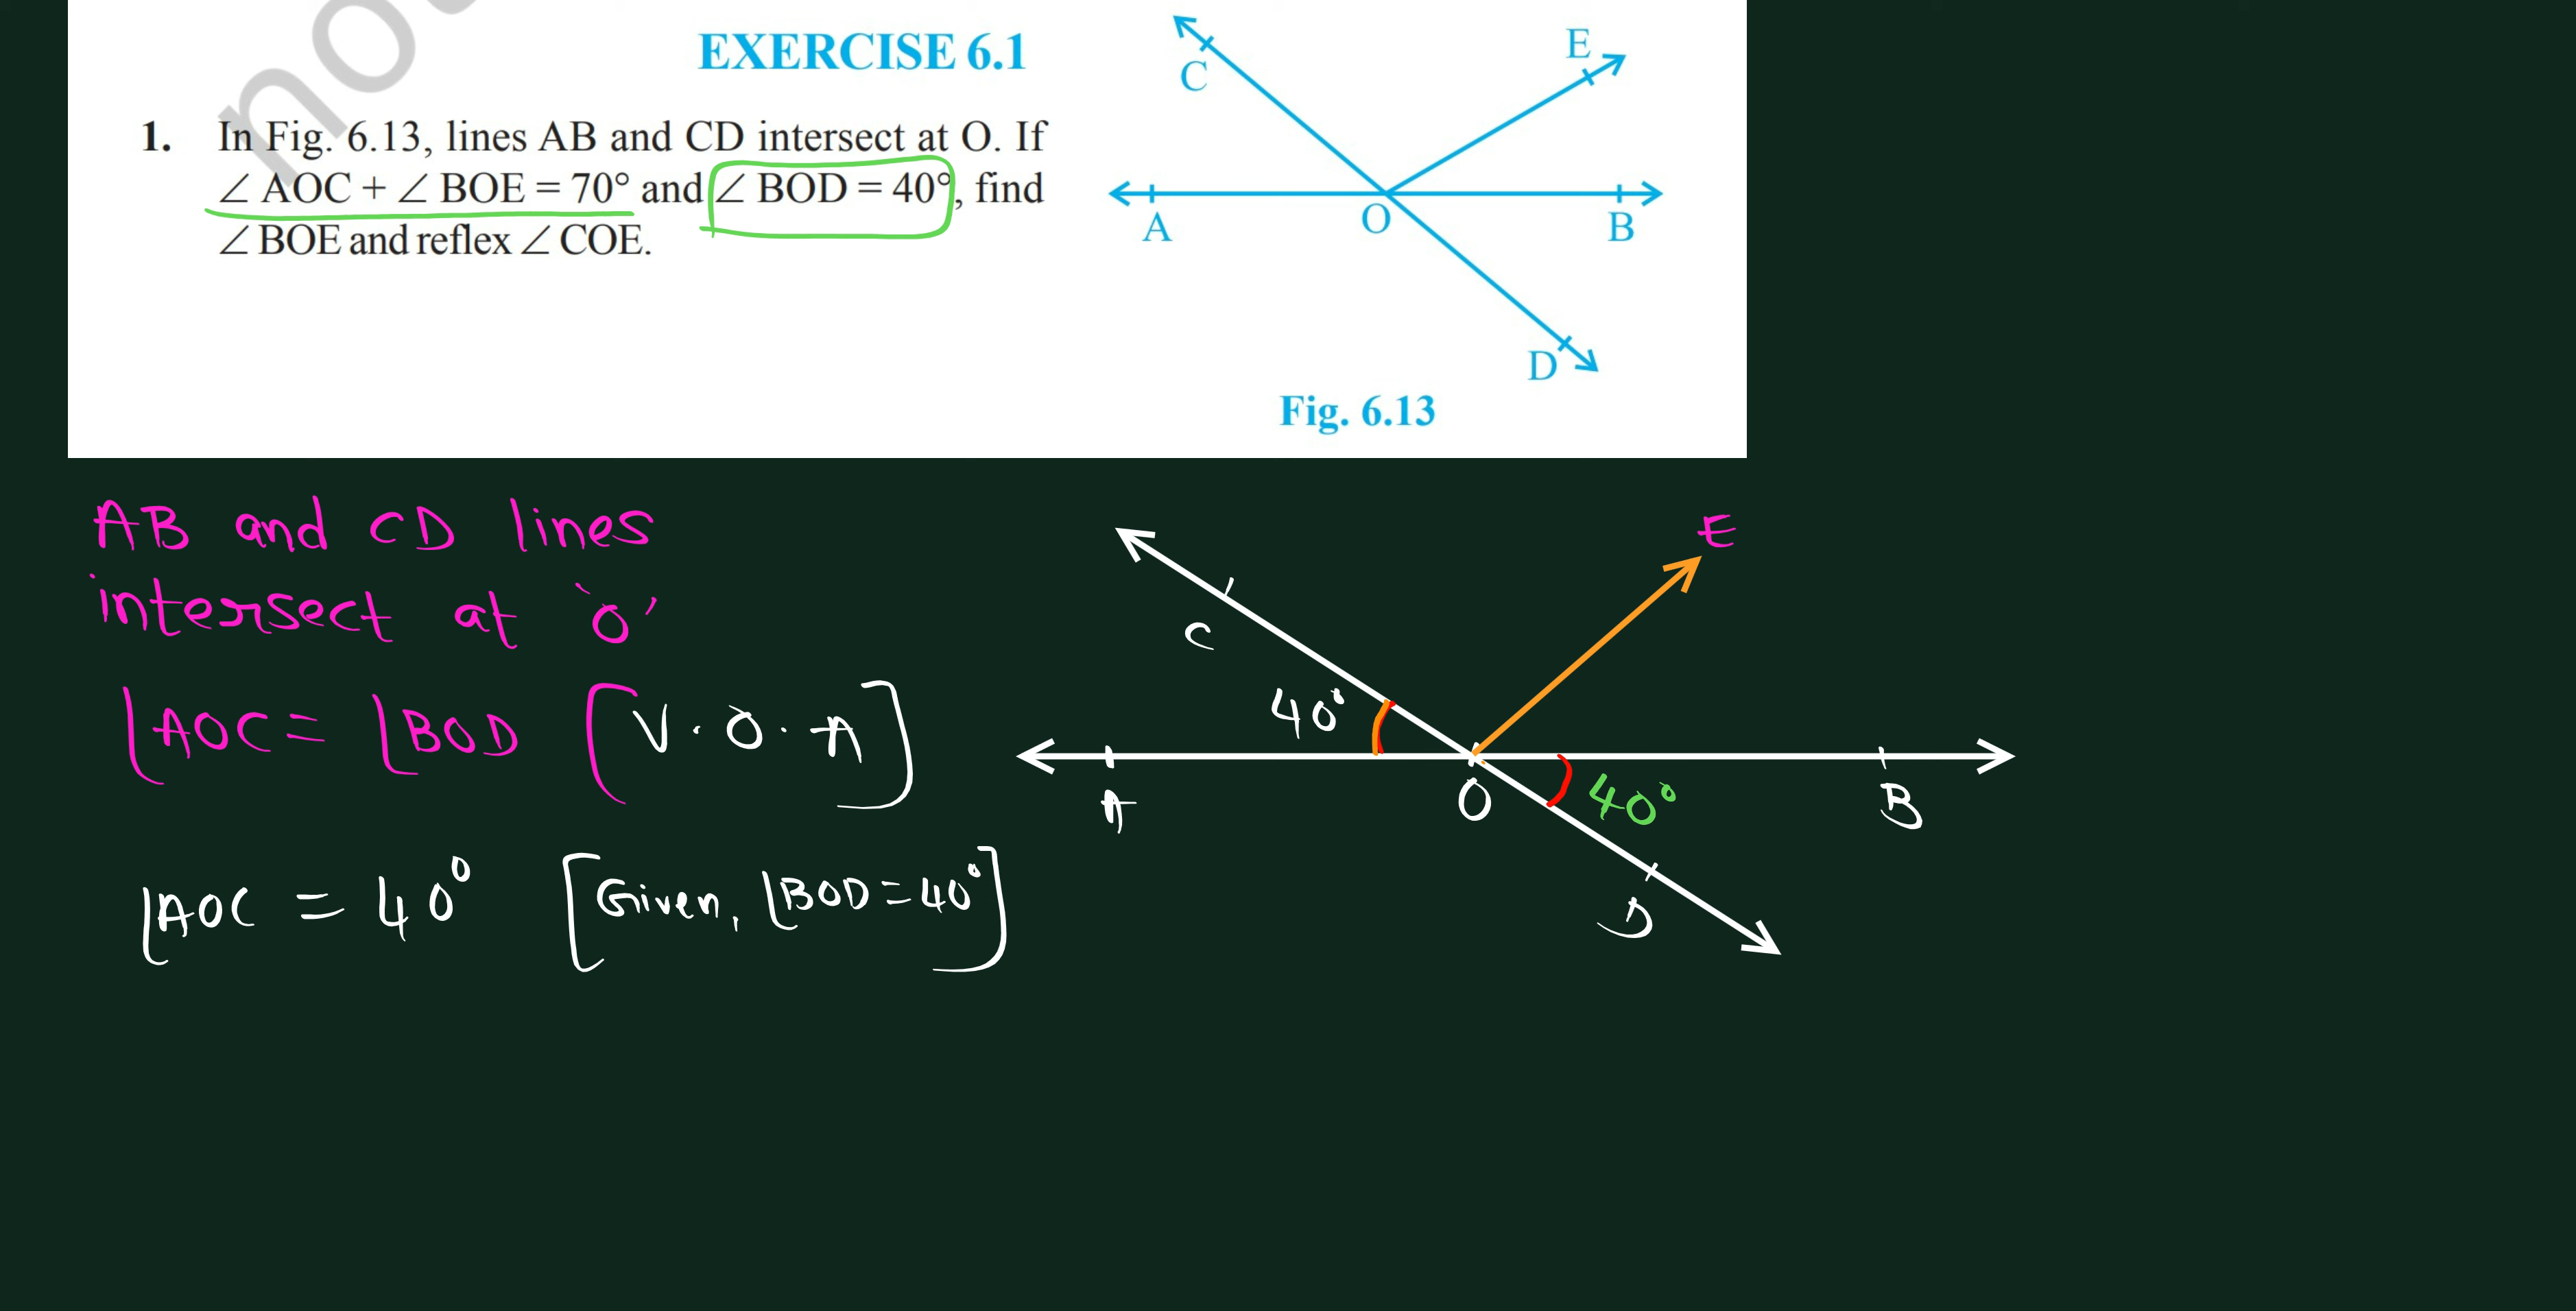 no
EXERCISE 6.1
1. In Fig. 6.13, lines AB and CD intersect at O. If
∠ AOC + ∠ BOE = 70° and ∠ BOD = 40°, find
∠ BOE and reflex ∠ COE.
C
E
A
O
B
D
Fig. 6.13
AB and CD lines
intersect at 'O'
∠AOC = ∠BOD [V.O.A]
∠AOC = 40° [Given, ∠BOD = 40°]
E
C
40°
A
O
40°
B
D